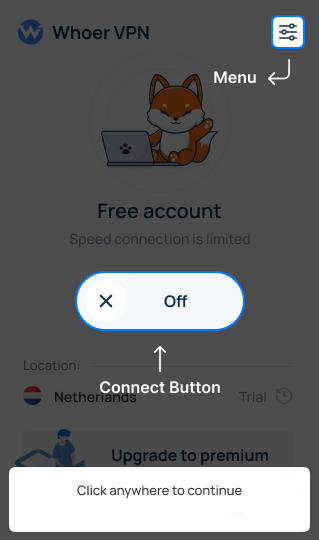 Whoer VPN
Menu
Free account
Speed connection is limited
Off
Location:
Connect Button
Netherlands
Trial
Upgrade to premium
Click anywhere to continue